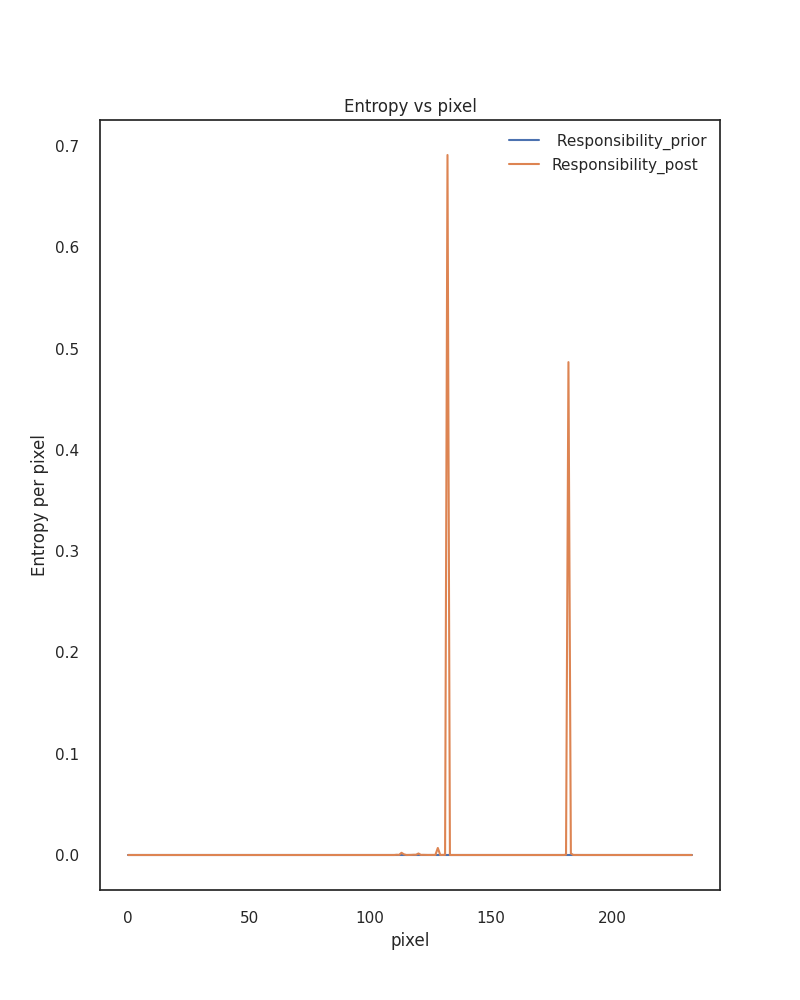 Entropy vs pixel
Responsibility_prior
Responsibility_post
0.7
0.6
0.5
0.4
0.3
0.2
0.1
0.0
Entropy per pixel
0 50 100 150 200
pixel